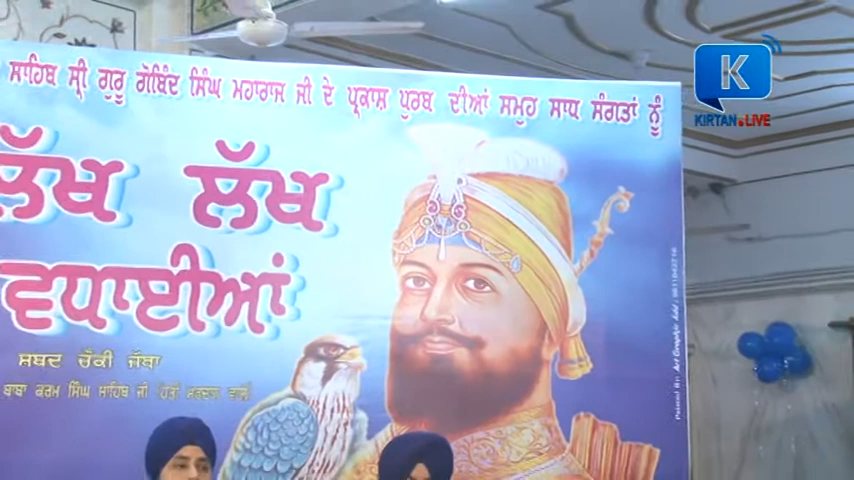 ਸਾਹਿਬ ਸ੍ਰੀ ਗੁਰੂ ਗੋਬਿੰਦ ਸਿੰਘ ਮਹਾਰਾਜ ਜੀ ਦੇ ਪ੍ਰਕਾਸ਼ ਪੁਰਬ ਦੀਆਂ ਸਮੂਹ ਸਾਧ ਸੰਗਤਾਂ ਨੂੰ
K
KIRTAN LIVE
ਲੱਖ ਲੱਖ
ਵਧਾਈਆਂ
ਸ਼ਬਦ ਚੌਂਕੀ ਜੱਥਾ
ਬਾਬਾ ਕਰਮ ਸਿੰਘ ਸਾਹਿਬ ਜੀ